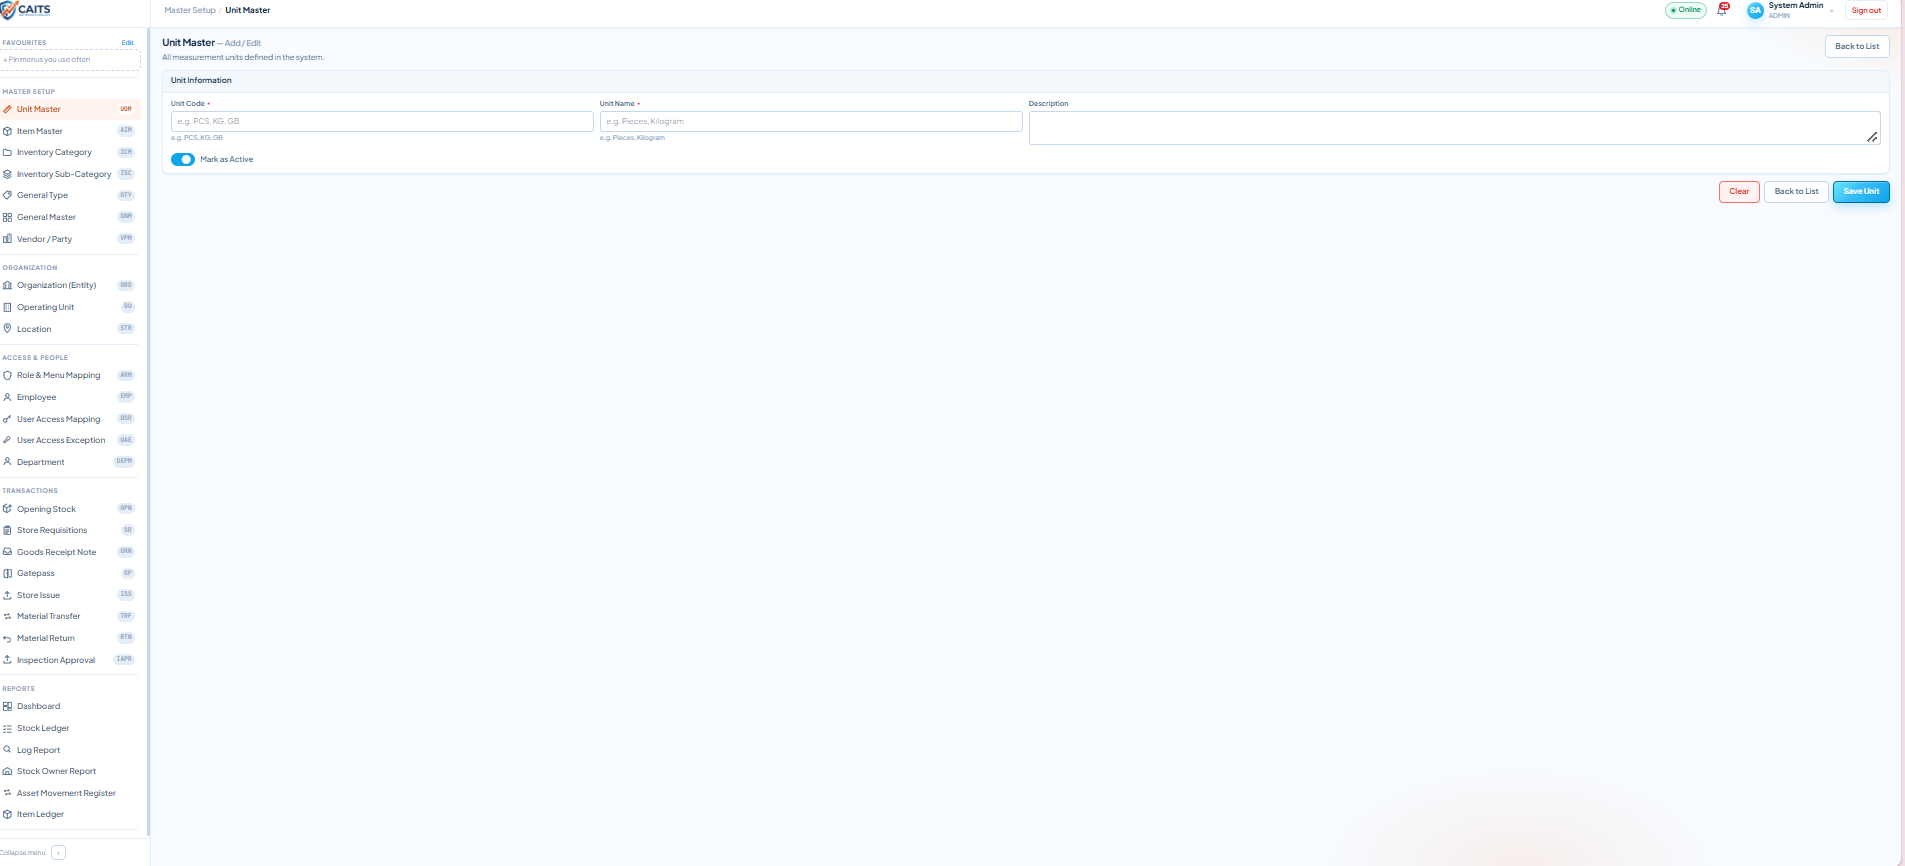 CAITS
Master Setup / Unit Master
Online
25
SA
System Admin
ADMIN
Sign out
FAVOURITES
Edit
+ Pin menus you use often
MASTER SETUP
Unit Master UOM
Item Master AIM
Inventory Category ICM
Inventory Sub-Category ISC
General Type GTY
General Master GNM
Vendor / Party VPM
ORGANIZATION
Organization (Entity) ORG
Operating Unit OU
Location STR
ACCESS & PEOPLE
Role & Menu Mapping ARM
Employee EMP
User Access Mapping USR
User Access Exception UAE
Department DEPM
TRANSACTIONS
Opening Stock OPN
Store Requisitions SR
Goods Receipt Note GRN
Gatepass GP
Store Issue ISS
Material Transfer TRF
Material Return RTN
Inspection Approval IAPR
REPORTS
Dashboard
Stock Ledger
Log Report
Stock Owner Report
Asset Movement Register
Item Ledger
Collapse menu
Unit Master — Add / Edit
All measurement units defined in the system.
Back to List
Unit Information
Unit Code *
e.g. PCS, KG, GB
e.g. PCS, KG, GB
Unit Name *
e.g. Pieces, Kilogram
e.g. Pieces, Kilogram
Description
Mark as Active
Clear
Back to List
Save Unit